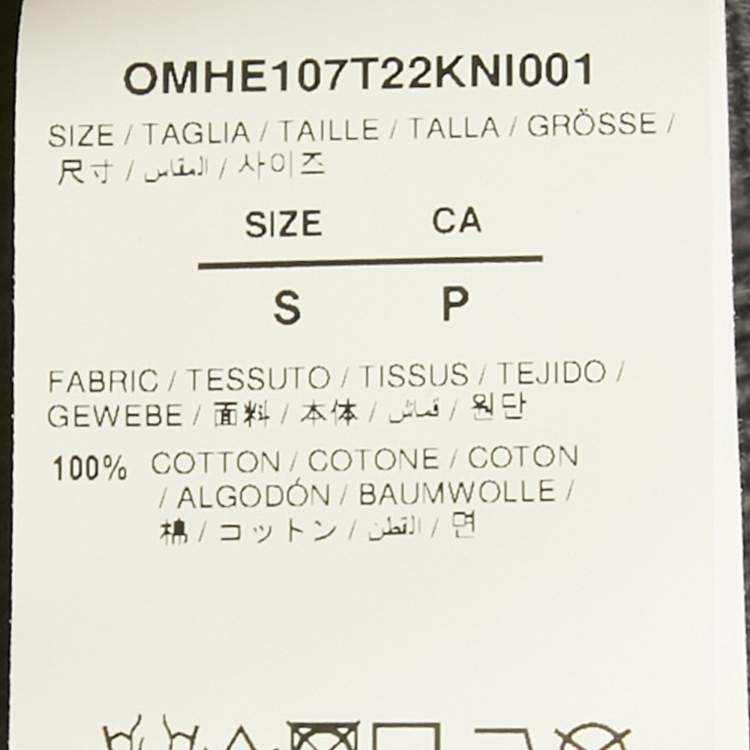 OMHE107T22KNI001
SIZE / TAGLIA / TAILLE / TALLA / GRÖSSE /
尺寸 / المقاس / 사이즈
SIZE CA
S P
FABRIC / TESSUTO / TISSUS / TEJIDO /
GEWEBE / 面料 / 本体 / قماش / 원단
100% COTTON / COTONE / COTON
/ ALGODÓN / BAUMWOLLE /
棉 / コットン / القطن / 면